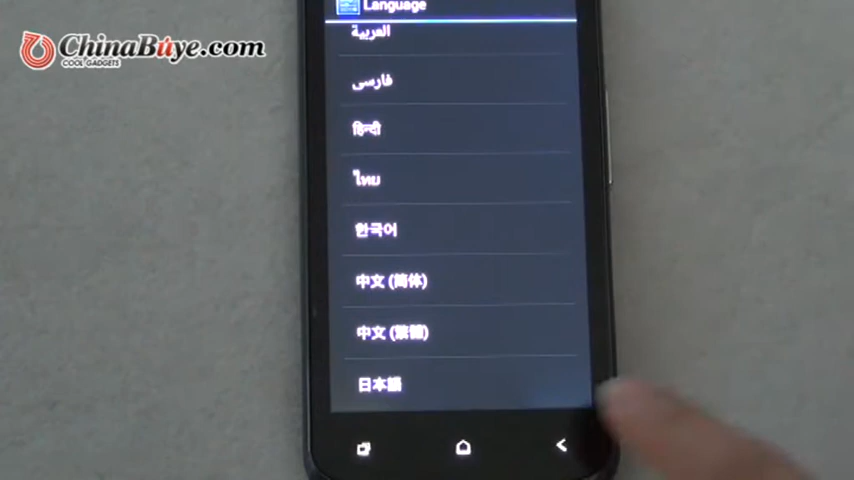 Language
ChinaBuye.com
COOL GADGETS
العربية
فارسی
हिन्दी
ไทย
한국어
中文 (简体)
中文 (繁體)
日本語